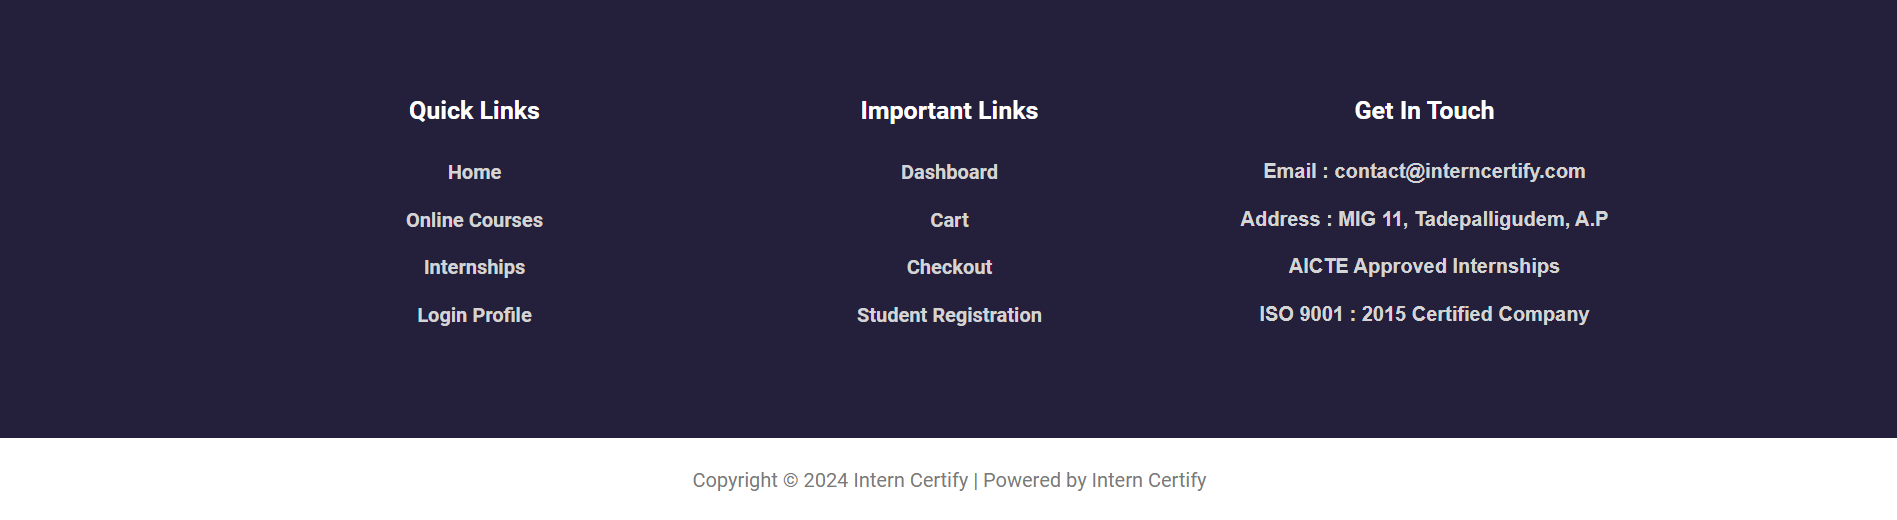 Quick Links
Home
Online Courses
Internships
Login Profile
Important Links
Dashboard
Cart
Checkout
Student Registration
Get In Touch
Email : contact@interncertify.com
Address : MIG 11, Tadepalligudem, A.P
AICTE Approved Internships
ISO 9001 : 2015 Certified Company
Copyright © 2024 Intern Certify | Powered by Intern Certify